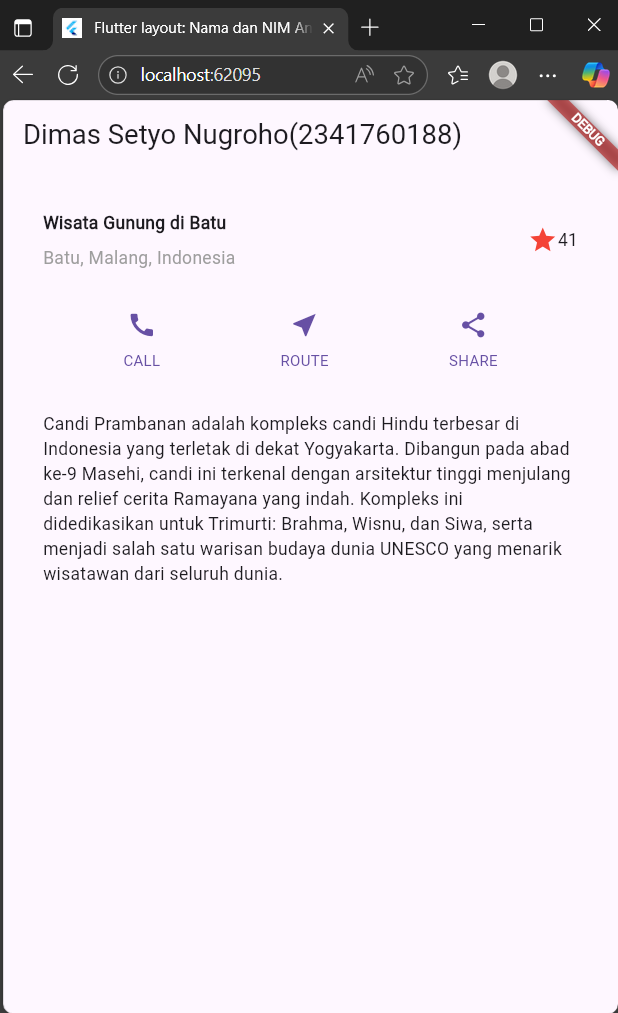 Flutter layout: Nama dan NIM
localhost:62095
Dimas Setyo Nugroho(2341760188)
DEBUG
Wisata Gunung di Batu
41
Batu, Malang, Indonesia
CALL ROUTE SHARE
Candi Prambanan adalah kompleks candi Hindu terbesar di
Indonesia yang terletak di dekat Yogyakarta. Dibangun pada abad
ke-9 Masehi, candi ini terkenal dengan arsitektur tinggi menjulang
dan relief cerita Ramayana yang indah. Kompleks ini
didedikasikan untuk Trimurti: Brahma, Wisnu, dan Siwa, serta
menjadi salah satu warisan budaya dunia UNESCO yang menarik
wisatawan dari seluruh dunia.